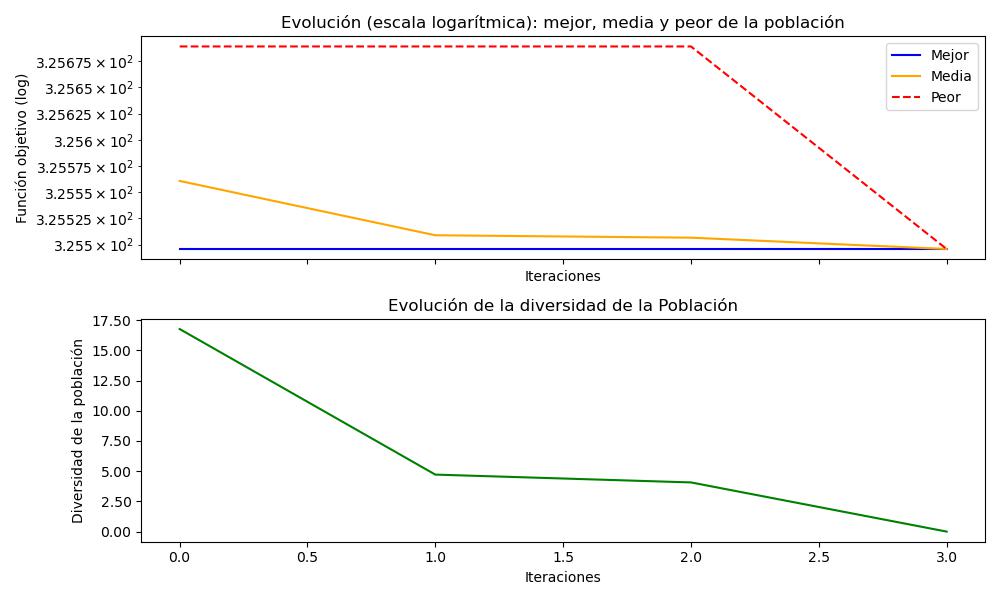 Evolución (escala logarítmica): mejor, media y peor de la población
Función objetivo (log)
3.25675 × 10²
3.2565 × 10²
3.25625 × 10²
3.256 × 10²
3.25575 × 10²
3.2555 × 10²
3.25525 × 10²
3.255 × 10²
Mejor
Media
Peor
Iteraciones
Evolución de la diversidad de la Población
Diversidad de la población
17.50
15.00
12.50
10.00
7.50
5.00
2.50
0.00
0.0 0.5 1.0 1.5 2.0 2.5 3.0
Iteraciones